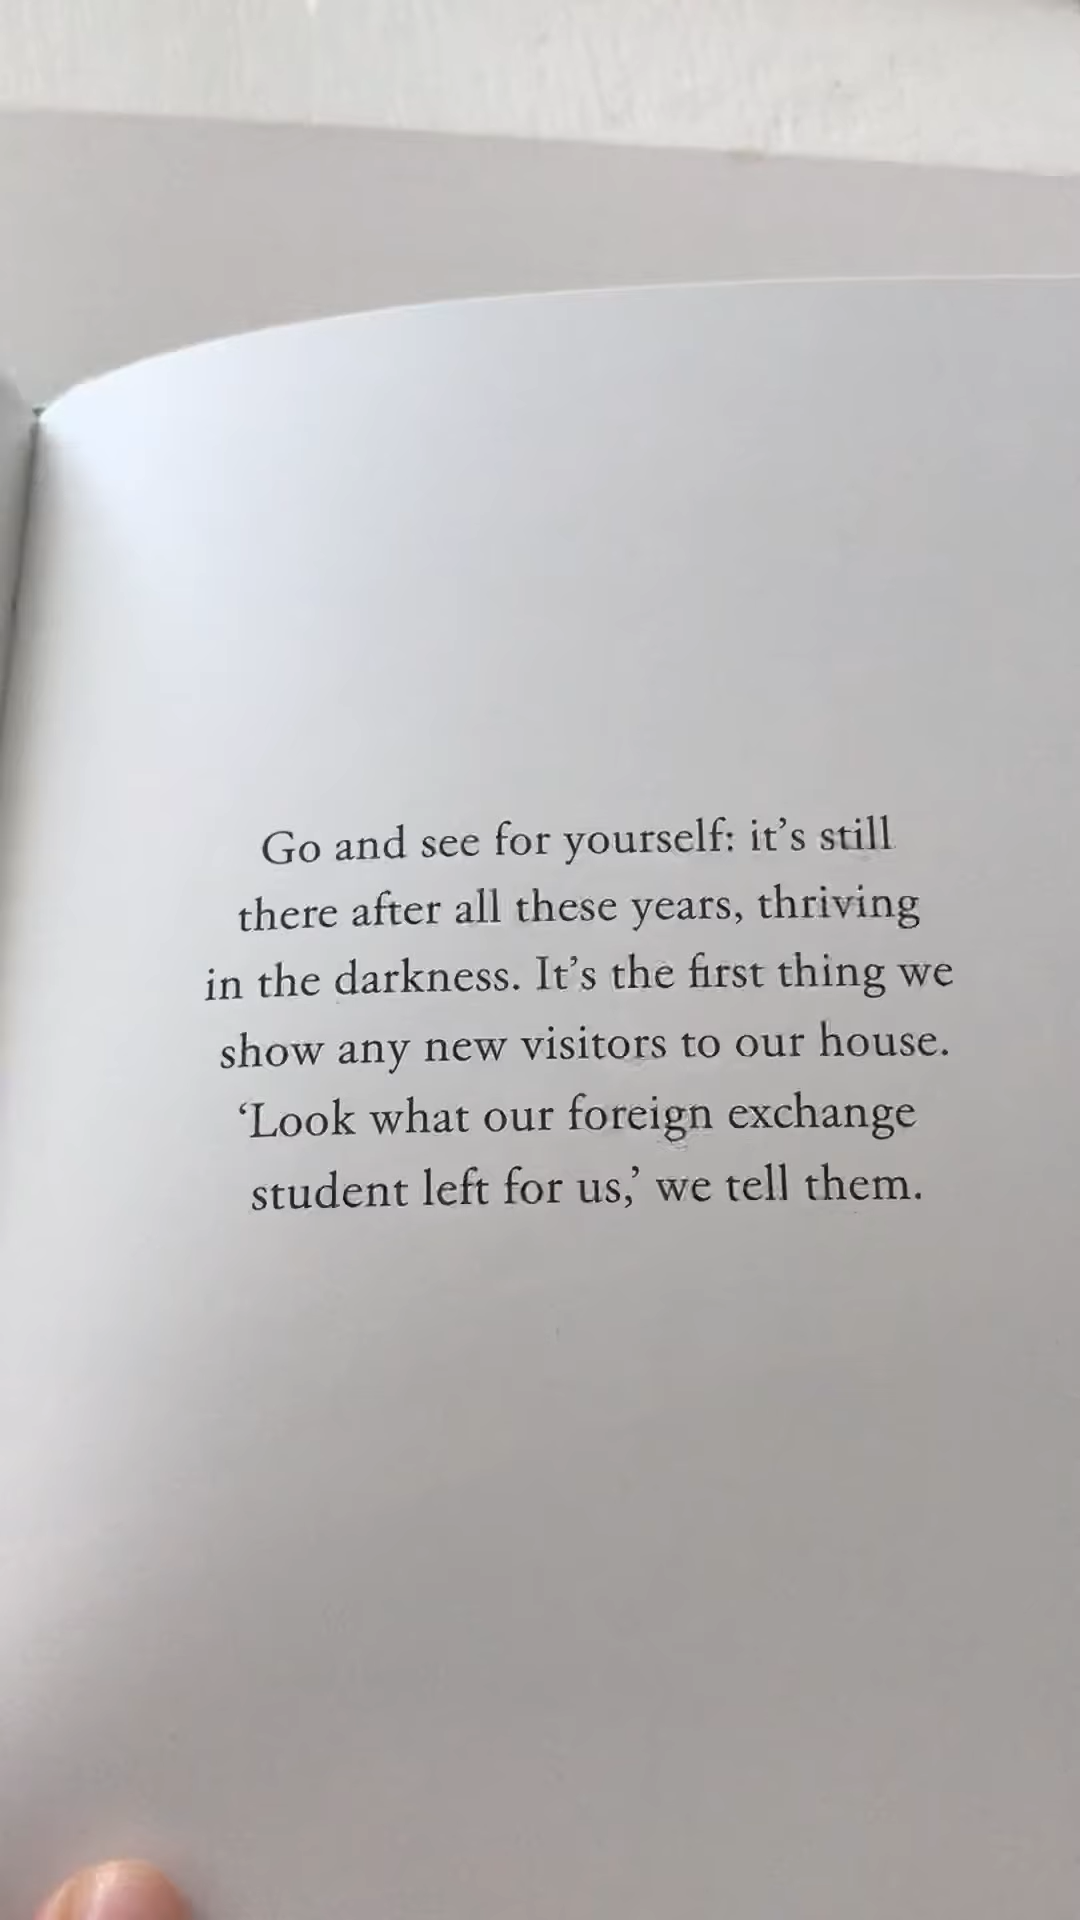 Go and see for yourself: it’s still
there after all these years, thriving
in the darkness. It’s the first thing we
show any new visitors to our house.
‘Look what our foreign exchange
student left for us,’ we tell them.